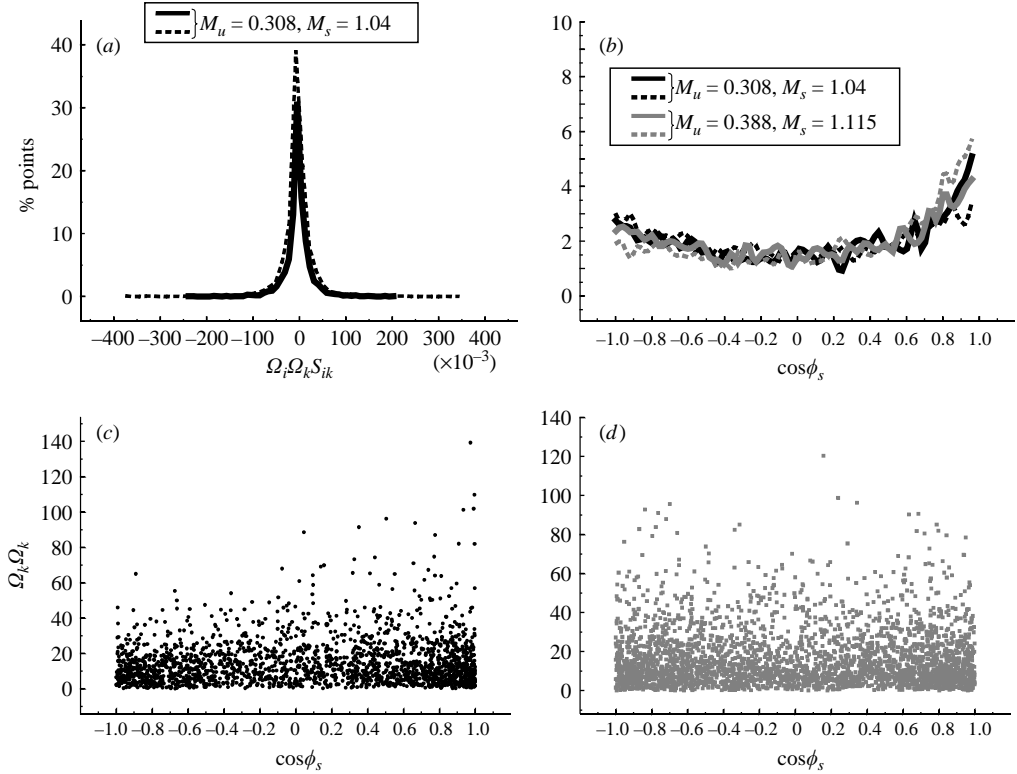 (a)
M_u = 0.308, M_s = 1.04
% points
40
30
20
10
0
−400 −300 −200 −100 0 100 200 300 400
Ω_iΩ_kS_ik
(×10⁻³)
(b)
10
8
6
4
2
0
M_u = 0.308, M_s = 1.04
M_u = 0.388, M_s = 1.115
−1.0 −0.8 −0.6 −0.4 −0.2 0 0.2 0.4 0.6 0.8 1.0
cosϕ_s
(c)
Ω_kΩ_k
140
120
100
80
60
40
20
0
−1.0 −0.8 −0.6 −0.4 −0.2 0 0.2 0.4 0.6 0.8 1.0
cosϕ_s
(d)
140
120
100
80
60
40
20
0
−1.0 −0.8 −0.6 −0.4 −0.2 0 0.2 0.4 0.6 0.8 1.0
cosϕ_s